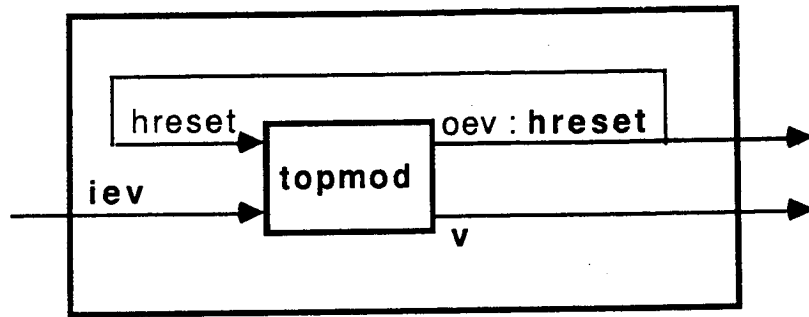 hreset
oev : hreset
topmod
iev
v